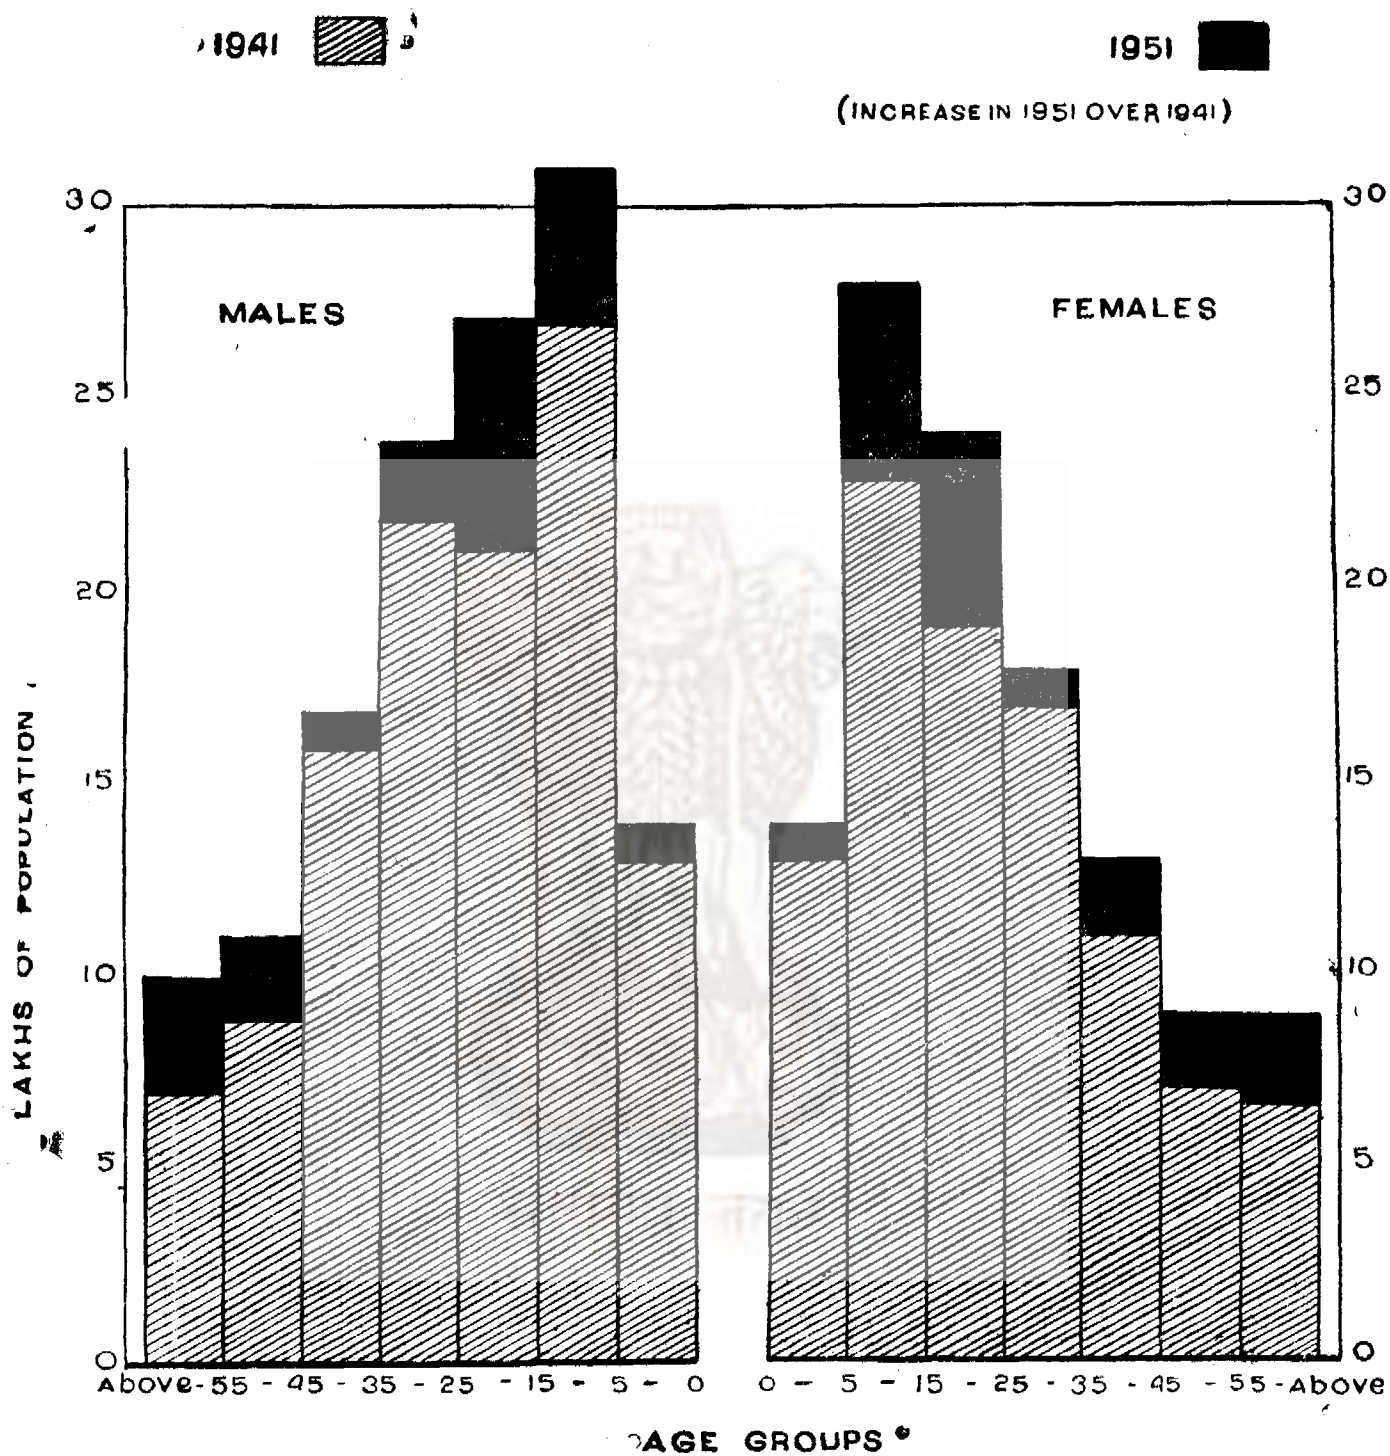 1941
1951
(INCREASE IN 1951 OVER 1941)
30
30
MALES
FEMALES
25
25
20
20
15
15
10
10
5
5
0
0
LAKHS OF POPULATION
ABOVE-55 - 45 - 35 - 25 - 15 - 5 - 0
0 - 5 - 15 - 25 - 35 - 45 - 55 - ABOVE
AGE GROUPS